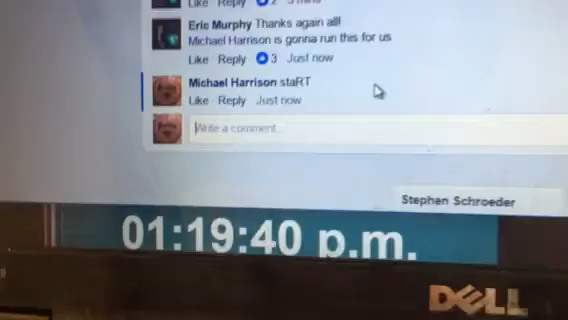 Like Reply 2 5 mins
Eric Murphy Thanks again all!
Michael Harrison is gonna run this for us
Like · Reply 3 · Just now
Michael Harrison staRT
Like · Reply · Just now
Write a comment...
Stephen Schroeder
01:19:40 p.m.
DELL